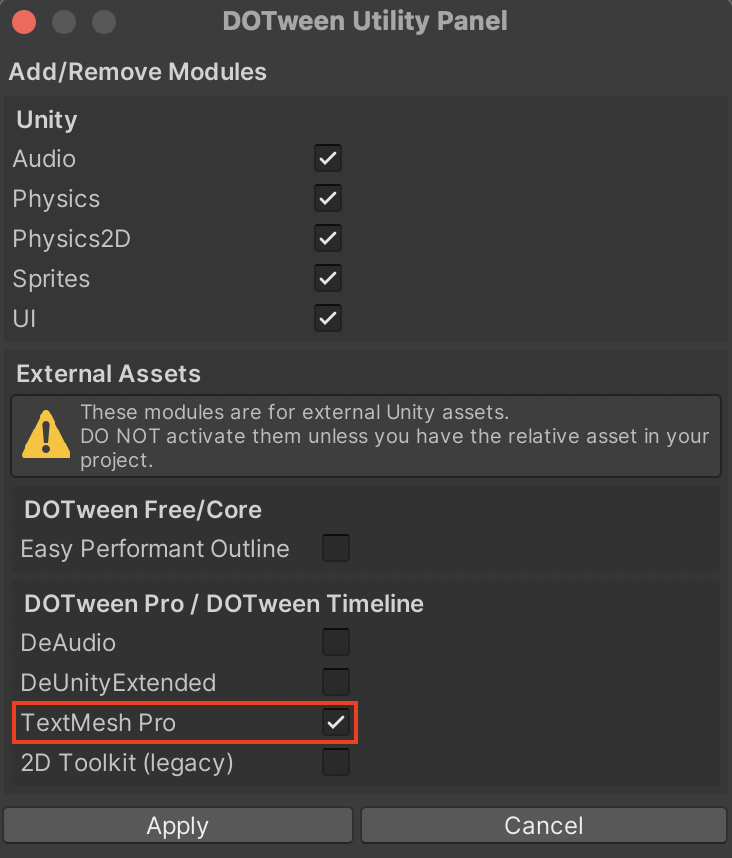 DOTween Utility Panel
Add/Remove Modules
Unity
Audio
Physics
Physics2D
Sprites
UI
External Assets
These modules are for external Unity assets.
DO NOT activate them unless you have the relative asset in your
project.
DOTween Free/Core
Easy Performant Outline
DOTween Pro / DOTween Timeline
DeAudio
DeUnityExtended
TextMesh Pro
2D Toolkit (legacy)
Apply
Cancel